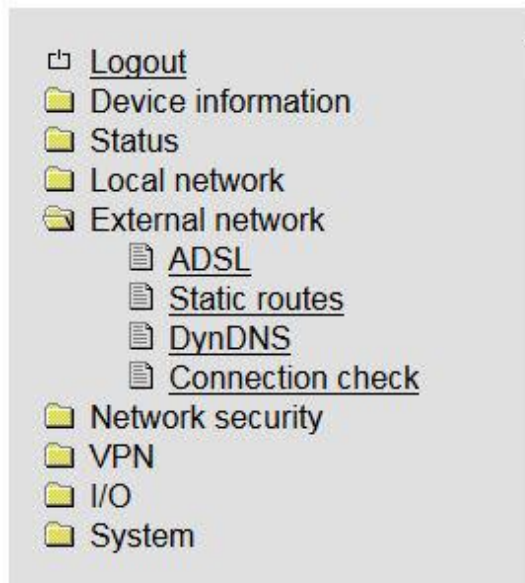 Logout
Device information
Status
Local network
External network
ADSL
Static routes
DynDNS
Connection check
Network security
VPN
I/O
System